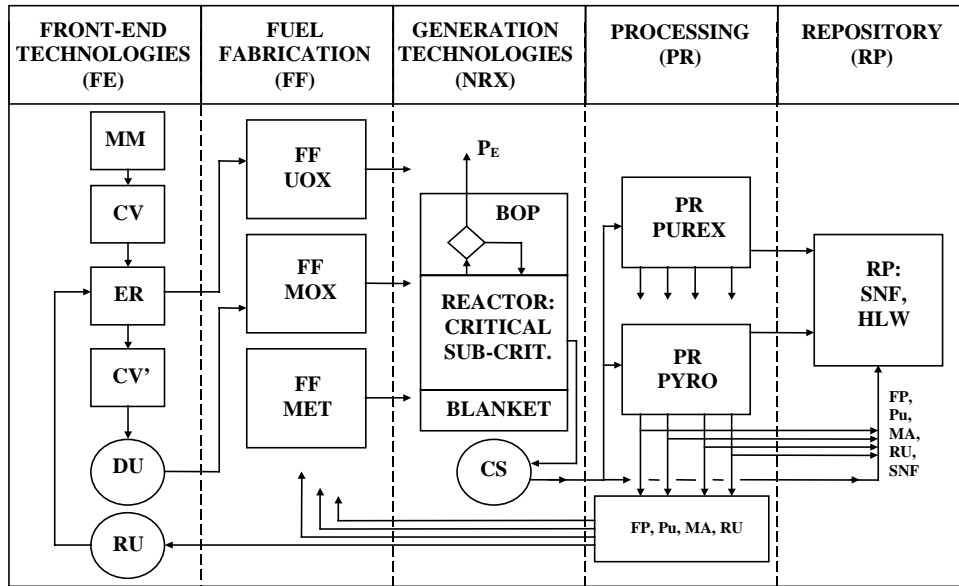 FRONT-END
TECHNOLOGIES
(FE)
FUEL
FABRICATION
(FF)
GENERATION
TECHNOLOGIES
(NRX)
PROCESSING
(PR)
REPOSITORY
(RP)
MM
CV
ER
CV’
DU
RU
FF
UOX
FF
MOX
FF
MET
P_E
BOP
REACTOR:
CRITICAL
SUB-CRIT.
BLANKET
CS
PR
PUREX
PR
PYRO
FP, Pu, MA, RU
RP:
SNF,
HLW
FP,
Pu,
MA,
RU,
SNF